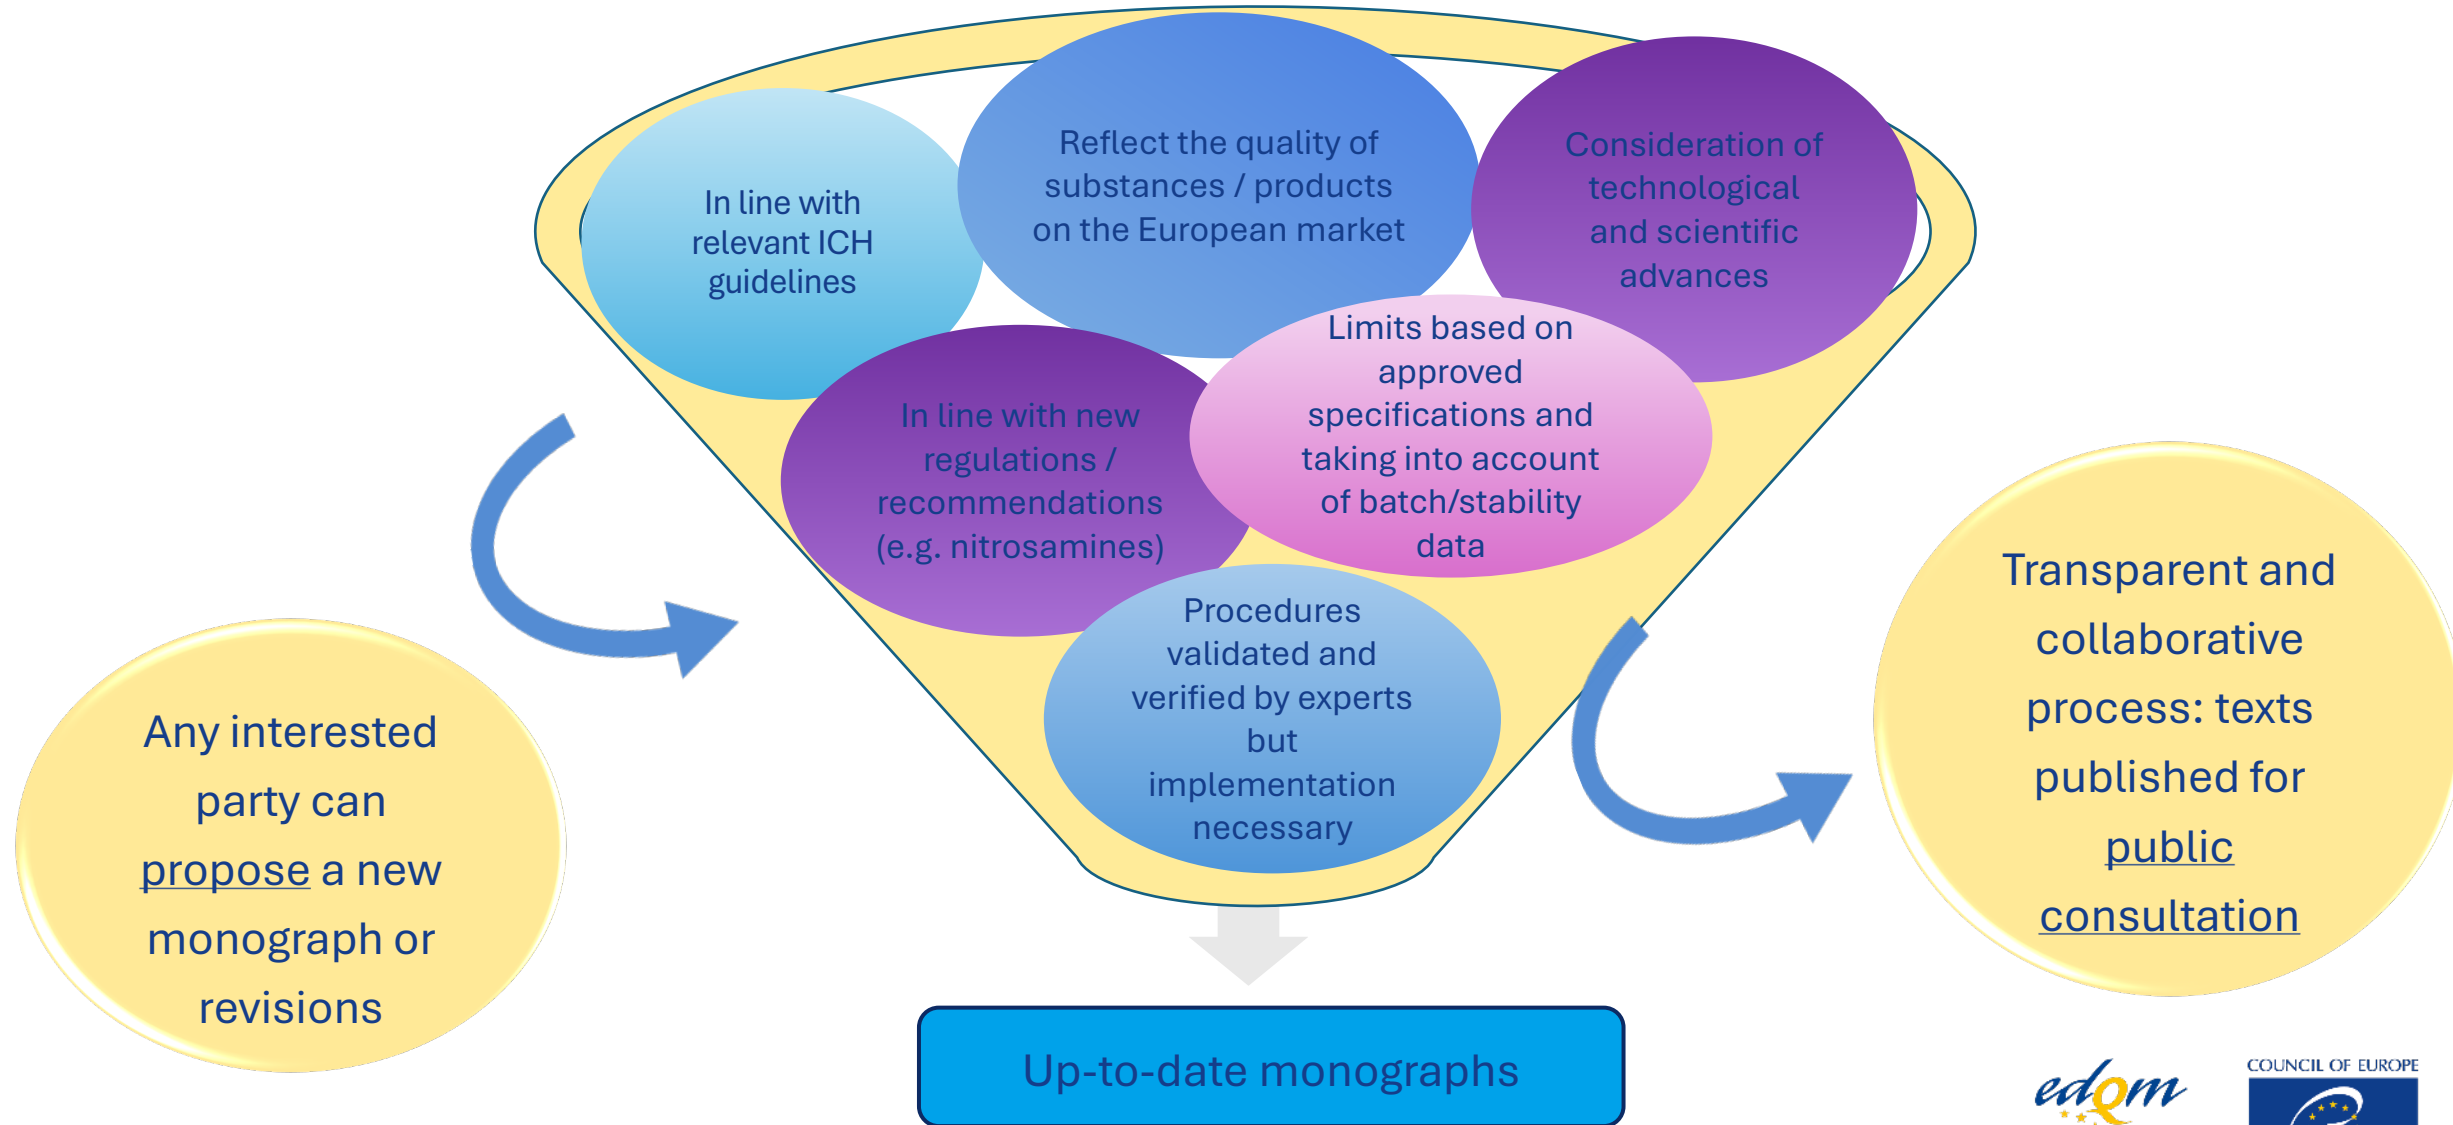 In line with
relevant ICH
guidelines
Reflect the quality of
substances / products
on the European market
Consideration of
technological
and scientific
advances
In line with new
regulations /
recommendations
(e.g. nitrosamines)
Limits based on
approved
specifications and
taking into account
of batch/stability
data
Procedures
validated and
verified by experts
but
implementation
necessary
Any interested
party can
propose a new
monograph or
revisions
Transparent and
collaborative
process: texts
published for
public
consultation
Up-to-date monographs
edQm
COUNCIL OF EUROPE